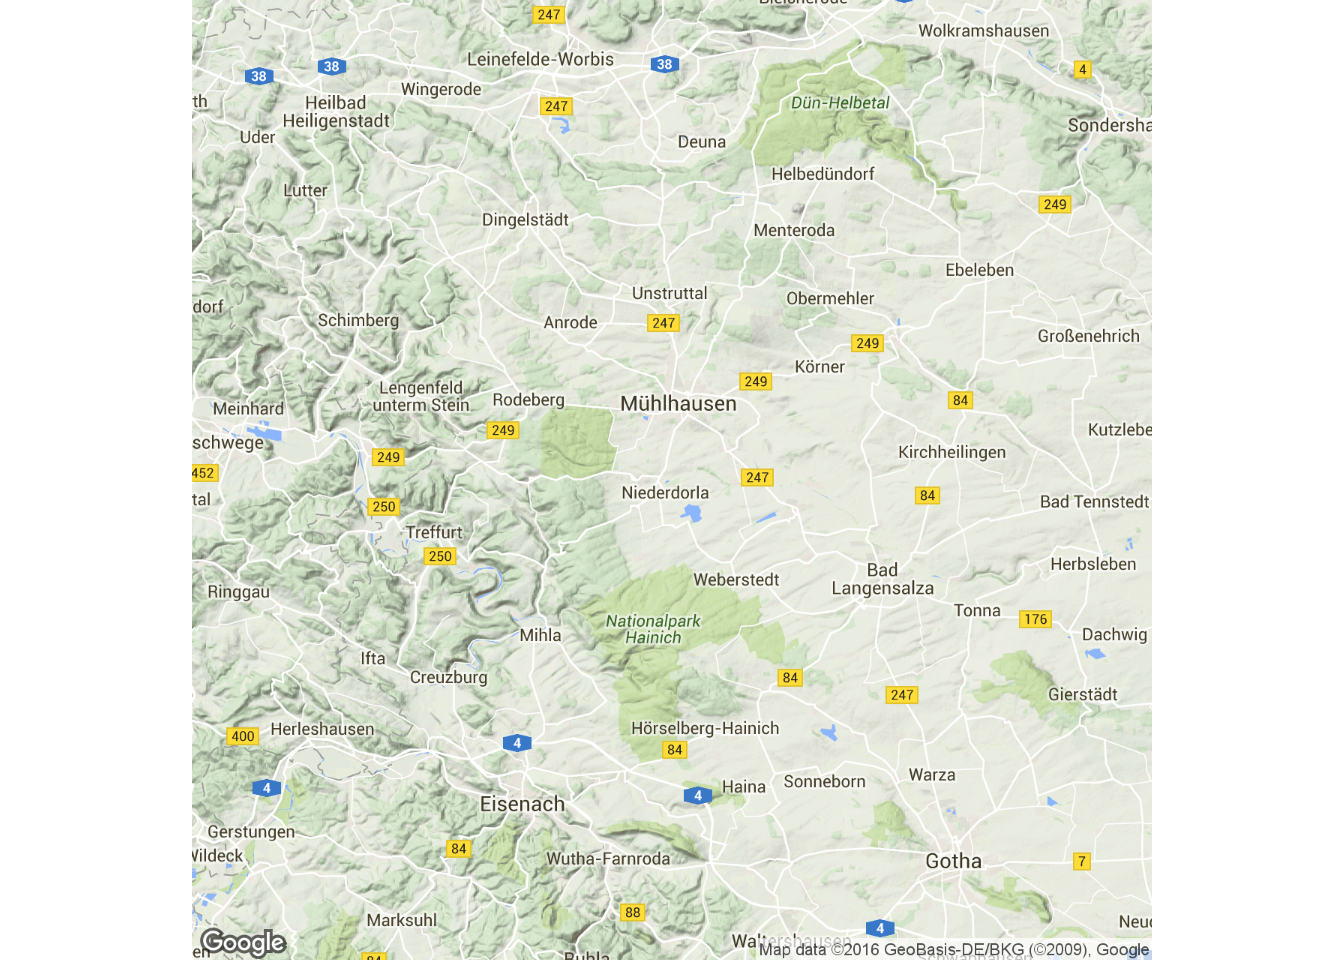 247
Wolkramshausen
Leinefelde-Worbis
38
38
38
4
Wingerode
Heilbad
Heiligenstadt
247
Dün-Helbetal
Uder
Deuna
Sondersha
Helbedündorf
Lutter
249
Dingelstädt
Menteroda
Ebeleben
Unstruttal
Obermehler
dorf
Schimberg
Anrode
247
Großenehrich
249
Körner
249
Lengenfeld
unterm Stein
Rodeberg
Mühlhausen
84
Meinhard
249
Kutzlebe
schwege
249
Kirchheilingen
452
247
Niederdorla
84
tal
250
Bad Tennstedt
Treffurt
250
Herbsleben
Bad
Langensalza
Weberstedt
Ringgau
Tonna
176
Nationalpark
Hainich
Mihla
Dachwig
Ifta
Creuzburg
84
247
Gierstädt
Herleshausen
Hörselberg-Hainich
400
4
84
4
Haina
Sonneborn
Warza
4
Eisenach
Gerstungen
84
Wildeck
Wutha-Farnroda
Gotha
7
88
Marksuhl
4
Neu
Google
Waltershausen
Map data ©2016 GeoBasis-DE/BKG (©2009), Google
en
84
Ruhla